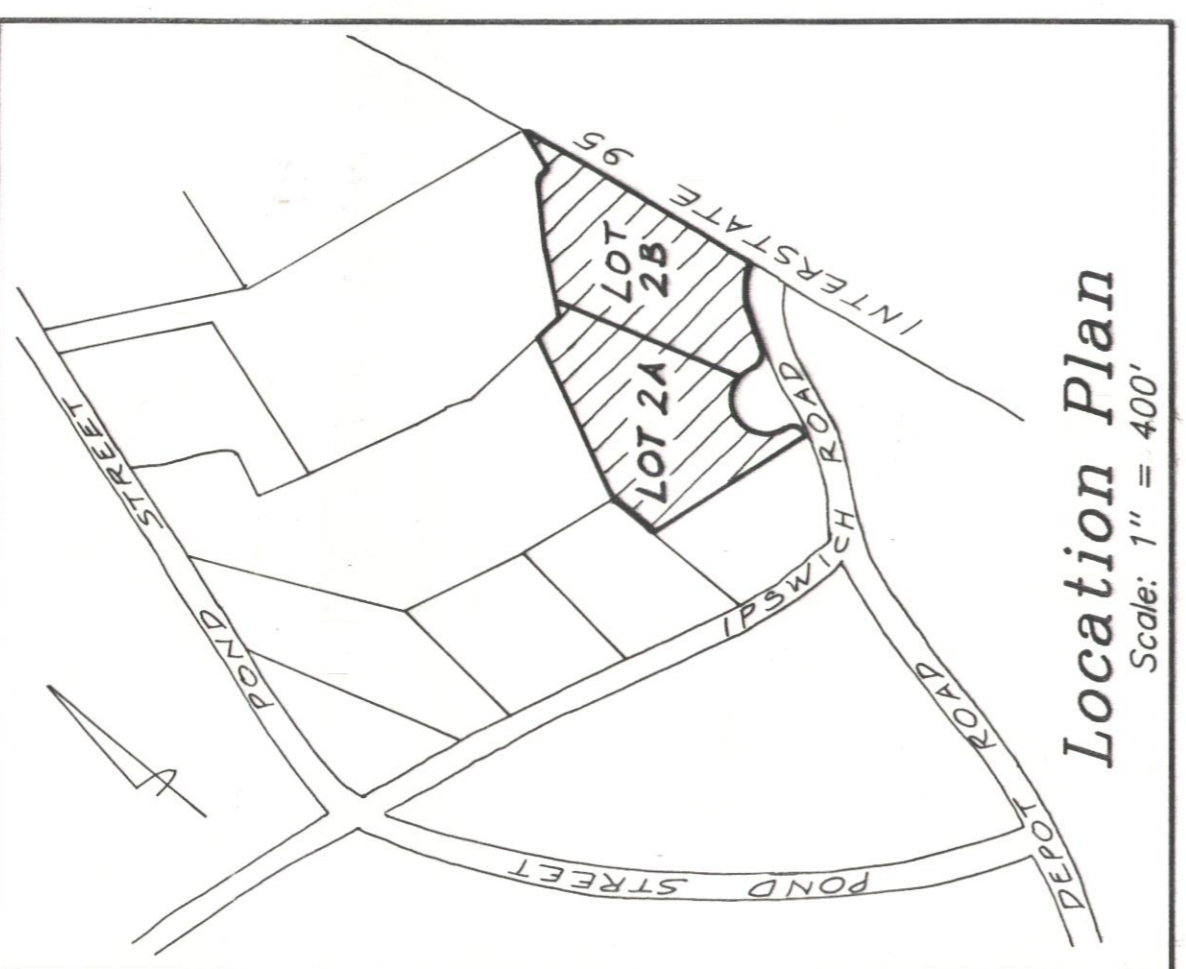 Location Plan
Scale: 1" = 400'
INTERSTATE 95
LOT
2B
LOT 2A
IPSWICH ROAD
DEPOT ROAD
POND STREET
POND STREET